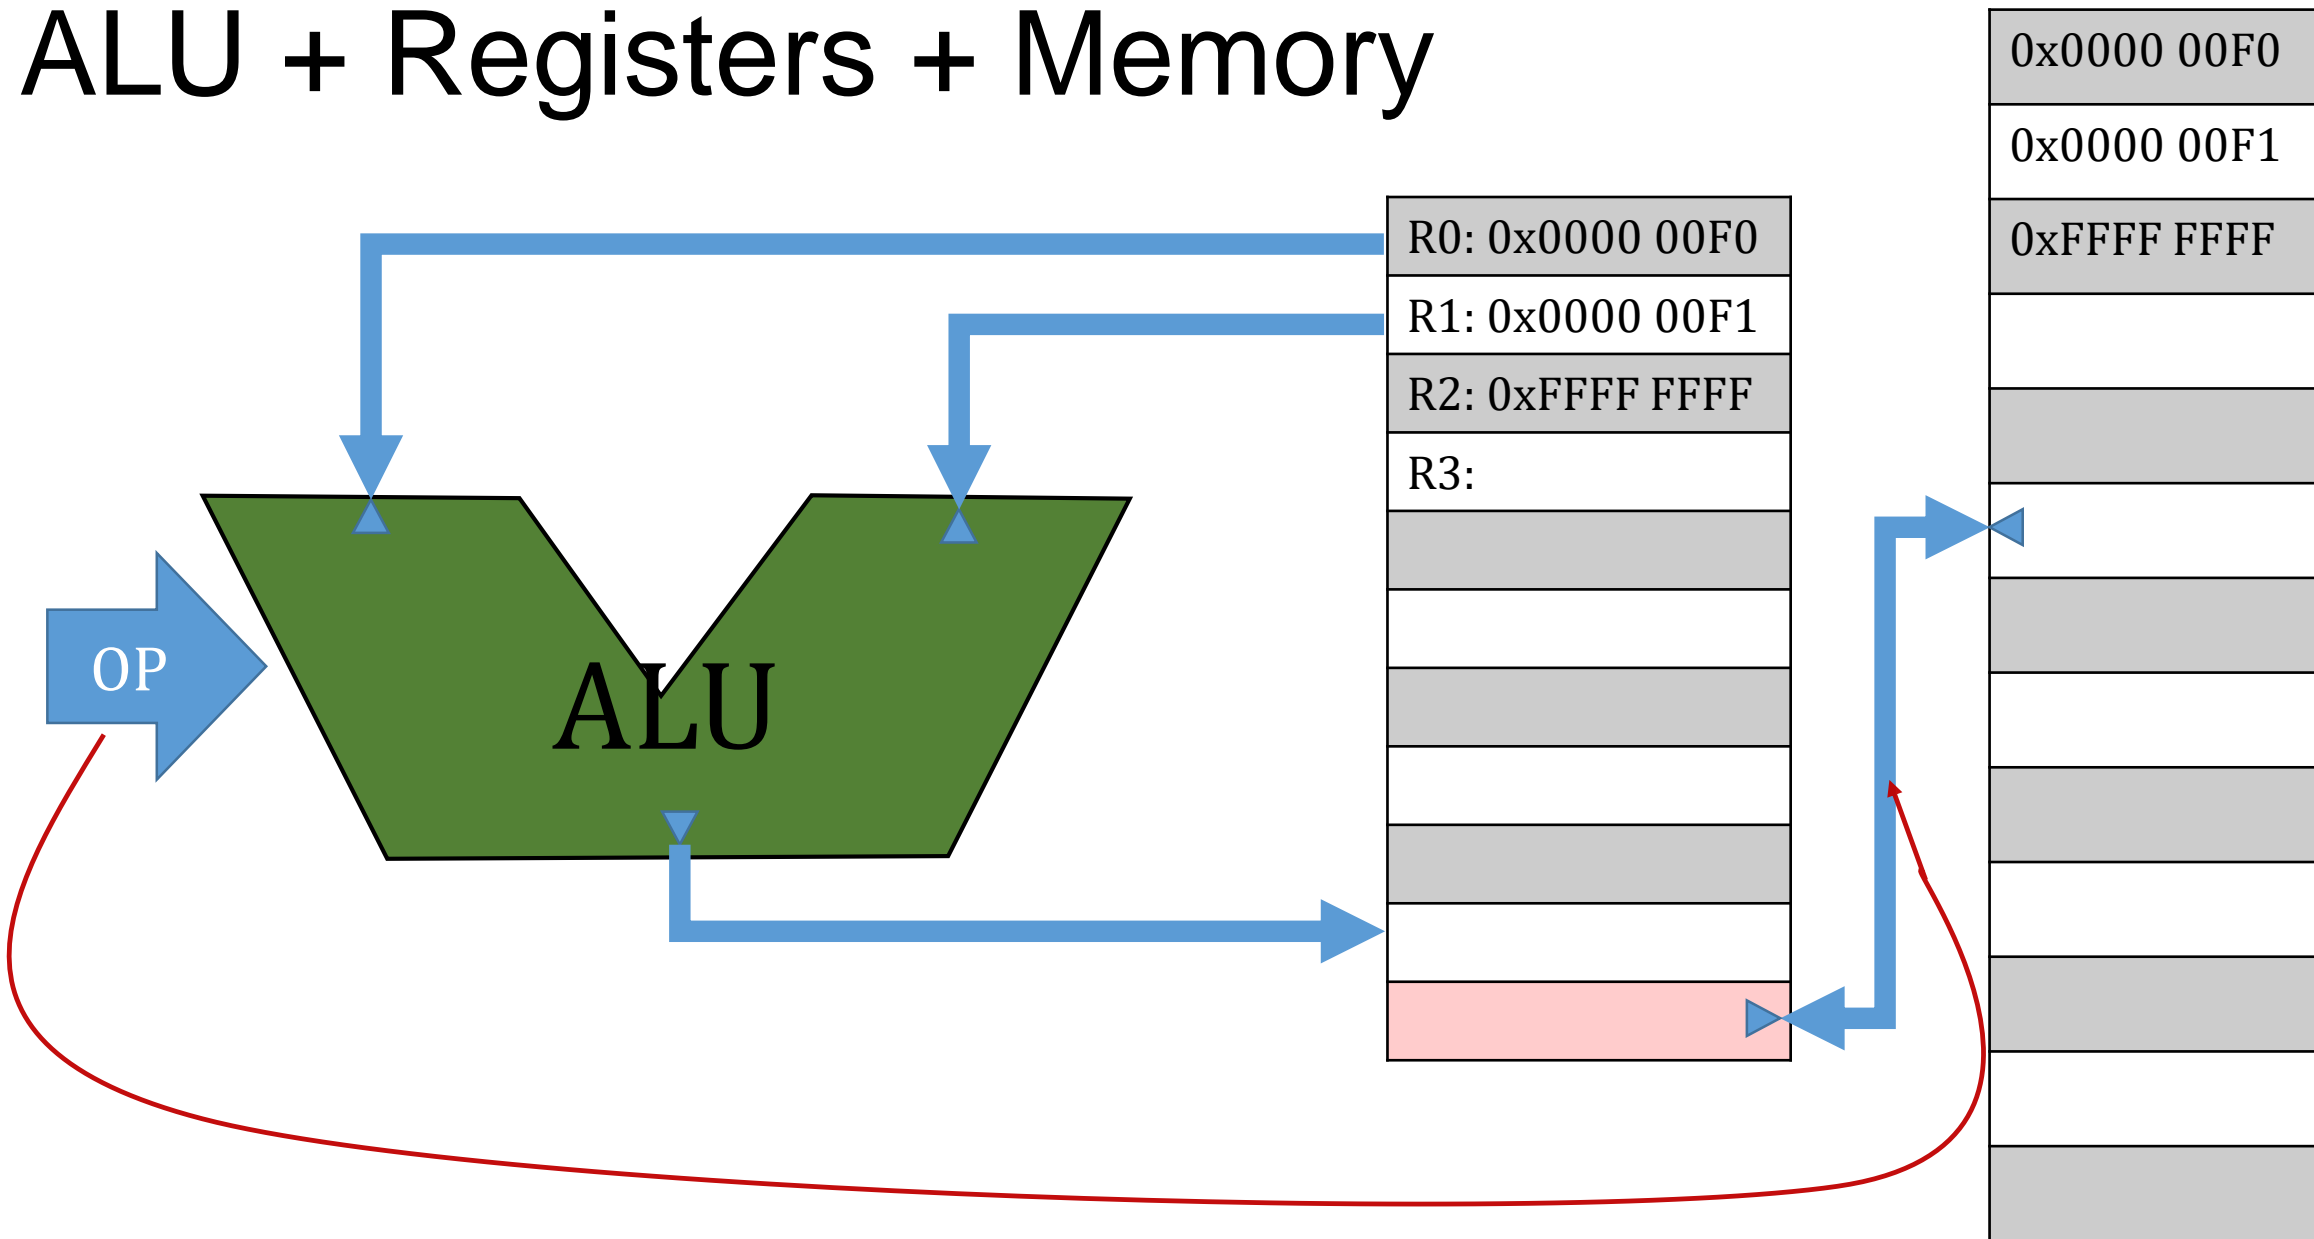 ALU + Registers + Memory
0x0000 00F0
0x0000 00F1
0xFFFF FFFF
R0: 0x0000 00F0
R1: 0x0000 00F1
R2: 0xFFFF FFFF
R3:
OP
ALU